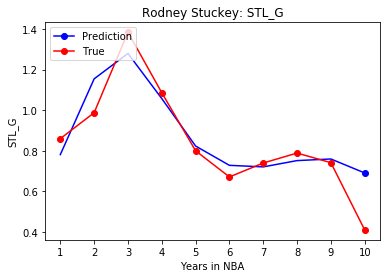 Rodney Stuckey: STL_G
Prediction
True
STL_G
1.4
1.2
1.0
0.8
0.6
0.4
1 2 3 4 5 6 7 8 9 10
Years in NBA